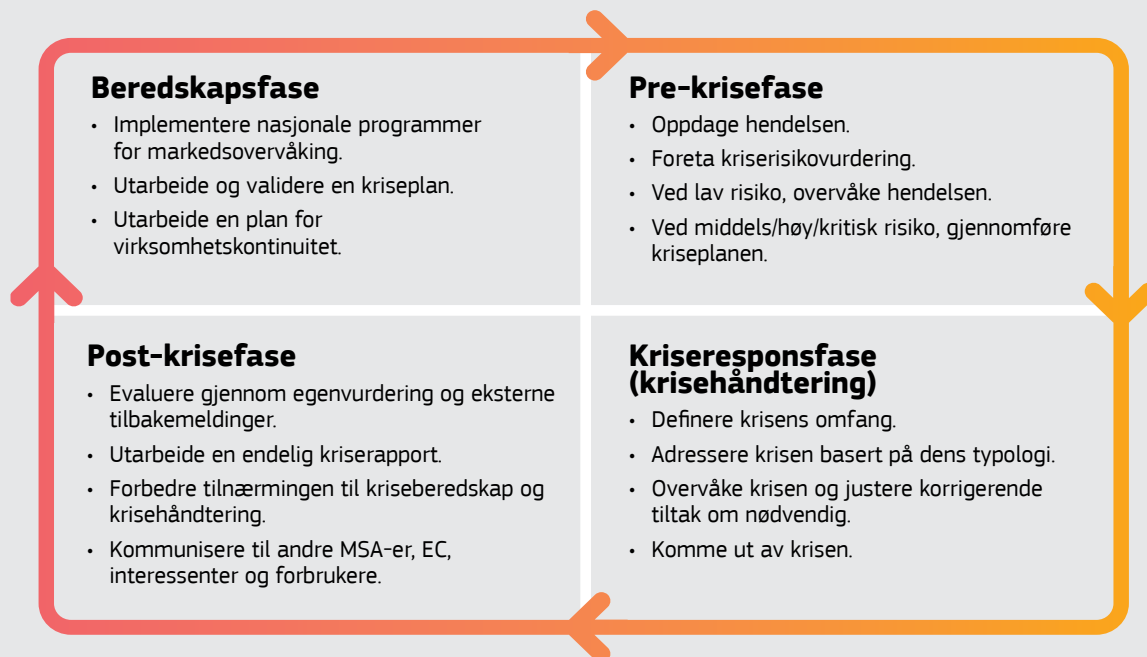 Beredskapsfase
• Implementere nasjonale programmer
for markedsovervåking.
• Utarbeide og validere en kriseplan.
• Utarbeide en plan for
virksomhetskontinuitet.
Pre-krisefase
• Oppdage hendelsen.
• Foreta kriserisikovurdering.
• Ved lav risiko, overvåke hendelsen.
• Ved middels/høy/kritisk risiko, gjennomføre
kriseplanen.
Post-krisefase
• Evaluere gjennom egenvurdering og eksterne
tilbakemeldinger.
• Utarbeide en endelig kriserapport.
• Forbedre tilnærmingen til kriseberedskap og
krisehåndtering.
• Kommunisere til andre MSA-er, EC,
interessenter og forbrukere.
Kriseresponsfase
(krisehåndtering)
• Definere krisens omfang.
• Adressere krisen basert på dens typologi.
• Overvåke krisen og justere korrigerende
tiltak om nødvendig.
• Komme ut av krisen.